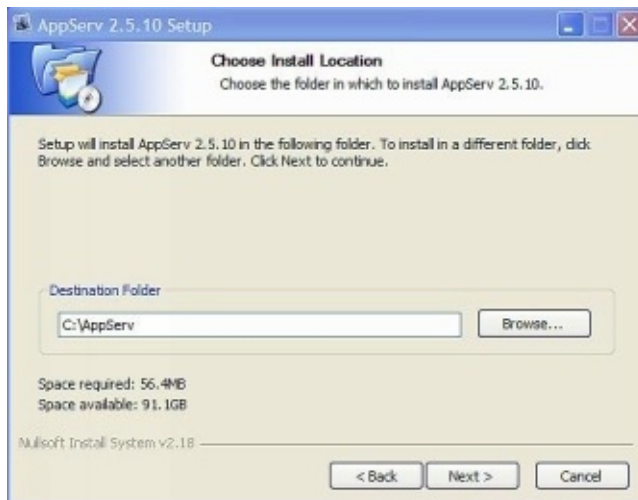 AppServ 2.5.10 Setup
Choose Install Location
Choose the folder in which to install AppServ 2.5.10.
Setup will install AppServ 2.5.10 in the following folder. To install in a different folder, click
Browse and select another folder. Click Next to continue.
Destination Folder
C:\AppServ
Browse...
Space required: 56.4MB
Space available: 91.1GB
Nullsoft Install System v2.18
< Back
Next >
Cancel